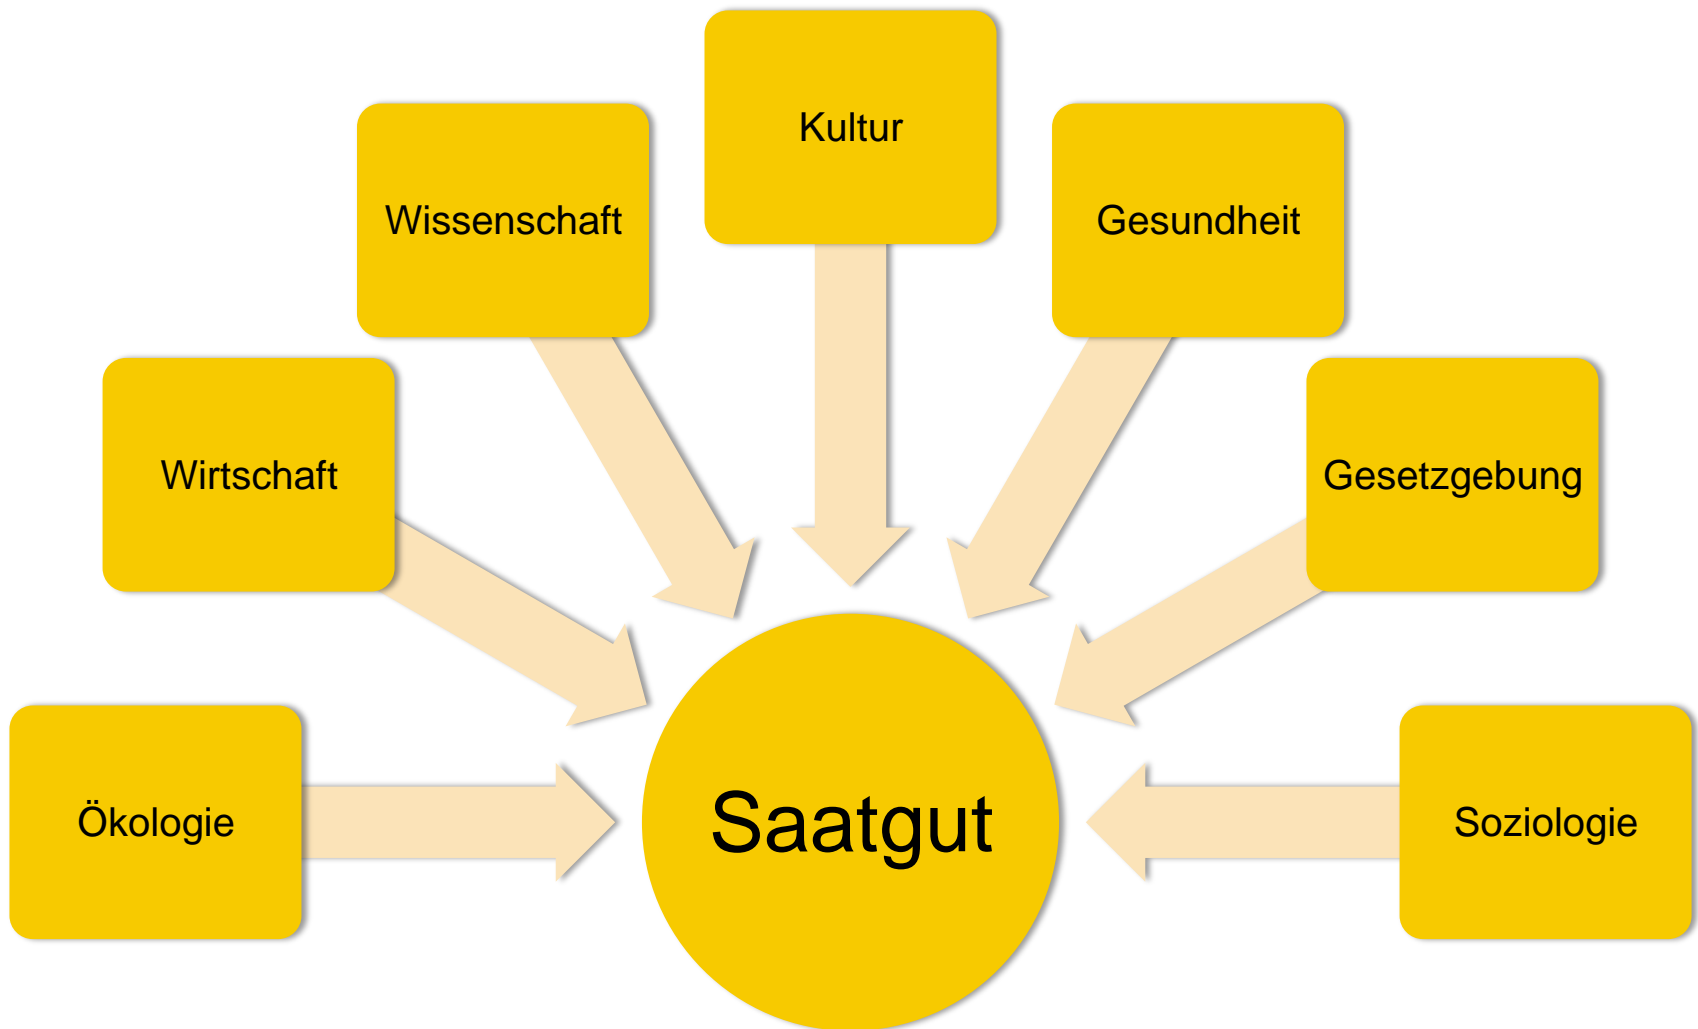 Kultur
Wissenschaft
Gesundheit
Wirtschaft
Gesetzgebung
Ökologie
Saatgut
Soziologie